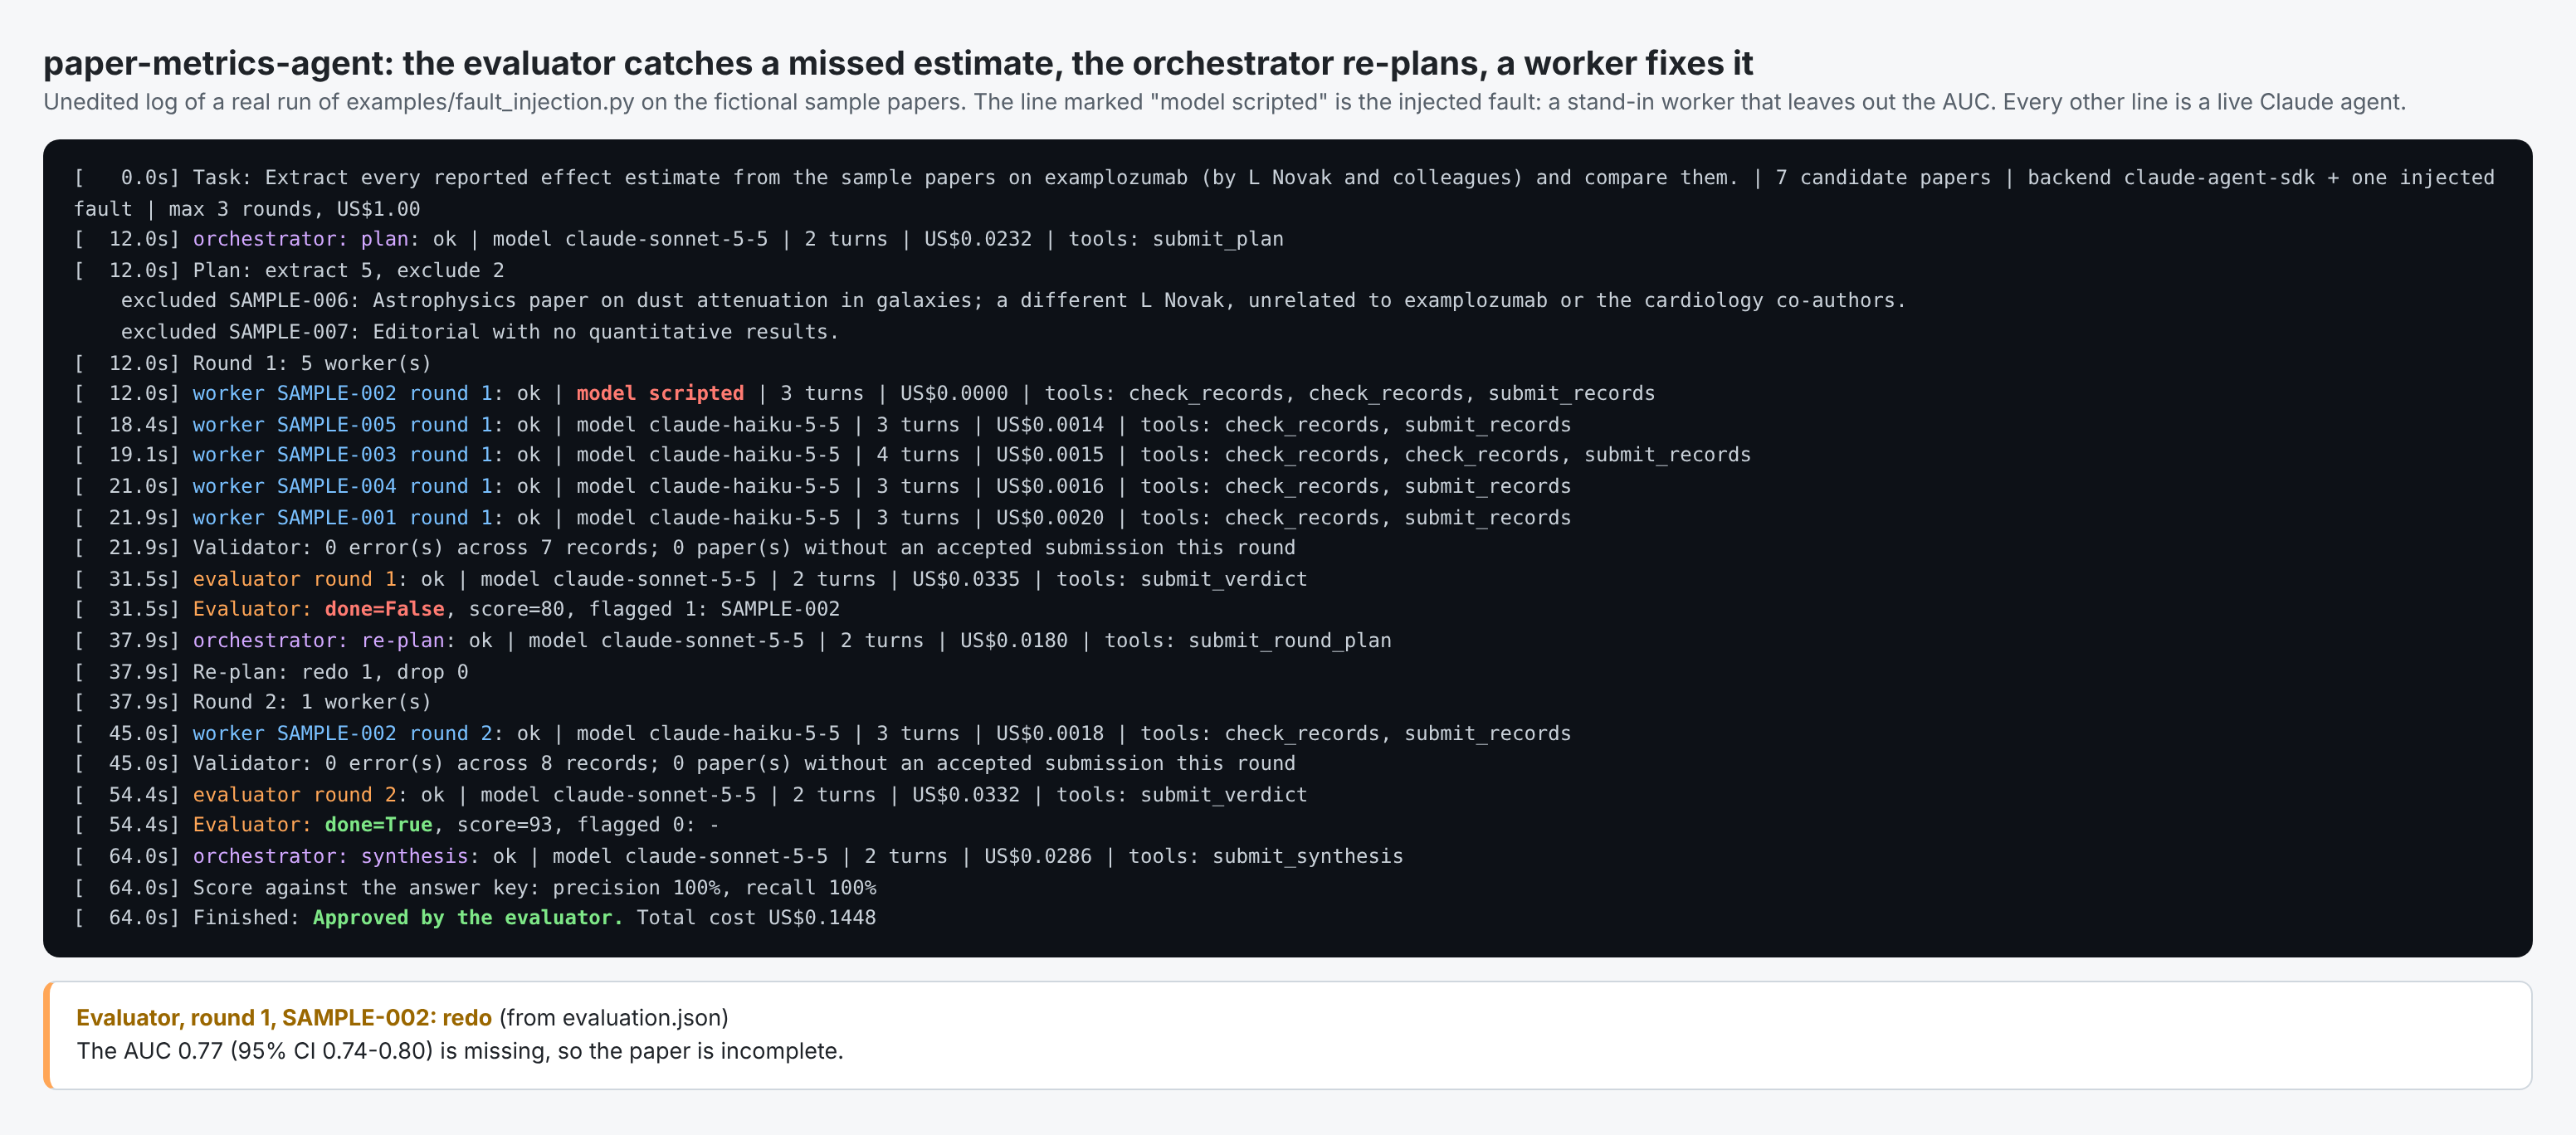 paper-metrics-agent: the evaluator catches a missed estimate, the orchestrator re-plans, a worker fixes it
Unedited log of a real run of examples/fault_injection.py on the fictional sample papers. The line marked "model scripted" is the injected fault: a stand-in worker that leaves out the AUC. Every other line is a live Claude agent.
[   0.0s] Task: Extract every reported effect estimate from the sample papers on examplozumab (by L Novak and colleagues) and compare them. | 7 candidate papers | backend claude-agent-sdk + one injected
fault | max 3 rounds, US$1.00
[  12.0s] orchestrator: plan: ok | model claude-sonnet-5-5 | 2 turns | US$0.0232 | tools: submit_plan
[  12.0s] Plan: extract 5, exclude 2
    excluded SAMPLE-006: Astrophysics paper on dust attenuation in galaxies; a different L Novak, unrelated to examplozumab or the cardiology co-authors.
    excluded SAMPLE-007: Editorial with no quantitative results.
[  12.0s] Round 1: 5 worker(s)
[  12.0s] worker SAMPLE-002 round 1: ok | model scripted | 3 turns | US$0.0000 | tools: check_records, check_records, submit_records
[  18.4s] worker SAMPLE-005 round 1: ok | model claude-haiku-5-5 | 3 turns | US$0.0014 | tools: check_records, submit_records
[  19.1s] worker SAMPLE-003 round 1: ok | model claude-haiku-5-5 | 4 turns | US$0.0015 | tools: check_records, check_records, submit_records
[  21.0s] worker SAMPLE-004 round 1: ok | model claude-haiku-5-5 | 3 turns | US$0.0016 | tools: check_records, submit_records
[  21.9s] worker SAMPLE-001 round 1: ok | model claude-haiku-5-5 | 3 turns | US$0.0020 | tools: check_records, submit_records
[  21.9s] Validator: 0 error(s) across 7 records; 0 paper(s) without an accepted submission this round
[  31.5s] evaluator round 1: ok | model claude-sonnet-5-5 | 2 turns | US$0.0335 | tools: submit_verdict
[  31.5s] Evaluator: done=False, score=80, flagged 1: SAMPLE-002
[  37.9s] orchestrator: re-plan: ok | model claude-sonnet-5-5 | 2 turns | US$0.0180 | tools: submit_round_plan
[  37.9s] Re-plan: redo 1, drop 0
[  37.9s] Round 2: 1 worker(s)
[  45.0s] worker SAMPLE-002 round 2: ok | model claude-haiku-5-5 | 3 turns | US$0.0018 | tools: check_records, submit_records
[  45.0s] Validator: 0 error(s) across 8 records; 0 paper(s) without an accepted submission this round
[  54.4s] evaluator round 2: ok | model claude-sonnet-5-5 | 2 turns | US$0.0332 | tools: submit_verdict
[  54.4s] Evaluator: done=True, score=93, flagged 0: -
[  64.0s] orchestrator: synthesis: ok | model claude-sonnet-5-5 | 2 turns | US$0.0286 | tools: submit_synthesis
[  64.0s] Score against the answer key: precision 100%, recall 100%
[  64.0s] Finished: Approved by the evaluator. Total cost US$0.1448
Evaluator, round 1, SAMPLE-002: redo (from evaluation.json)
The AUC 0.77 (95% CI 0.74-0.80) is missing, so the paper is incomplete.